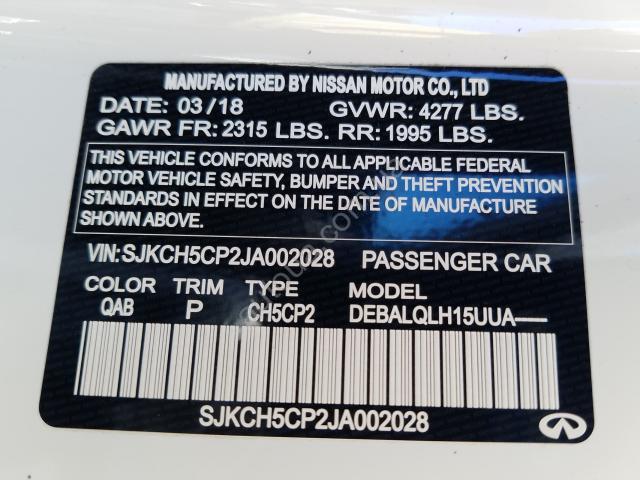 MANUFACTURED BY NISSAN MOTOR CO., LTD
DATE: 03/18 GVWR: 4277 LBS.
GAWR FR: 2315 LBS. RR: 1995 LBS.
THIS VEHICLE CONFORMS TO ALL APPLICABLE FEDERAL
MOTOR VEHICLE SAFETY, BUMPER AND THEFT PREVENTION
STANDARDS IN EFFECT ON THE DATE OF MANUFACTURE
SHOWN ABOVE.
VIN:SJKCH5CP2JA002028 PASSENGER CAR
COLOR TRIM TYPE MODEL
QAB P CH5CP2 DEBALQLH15UUA——
SJKCH5CP2JA002028